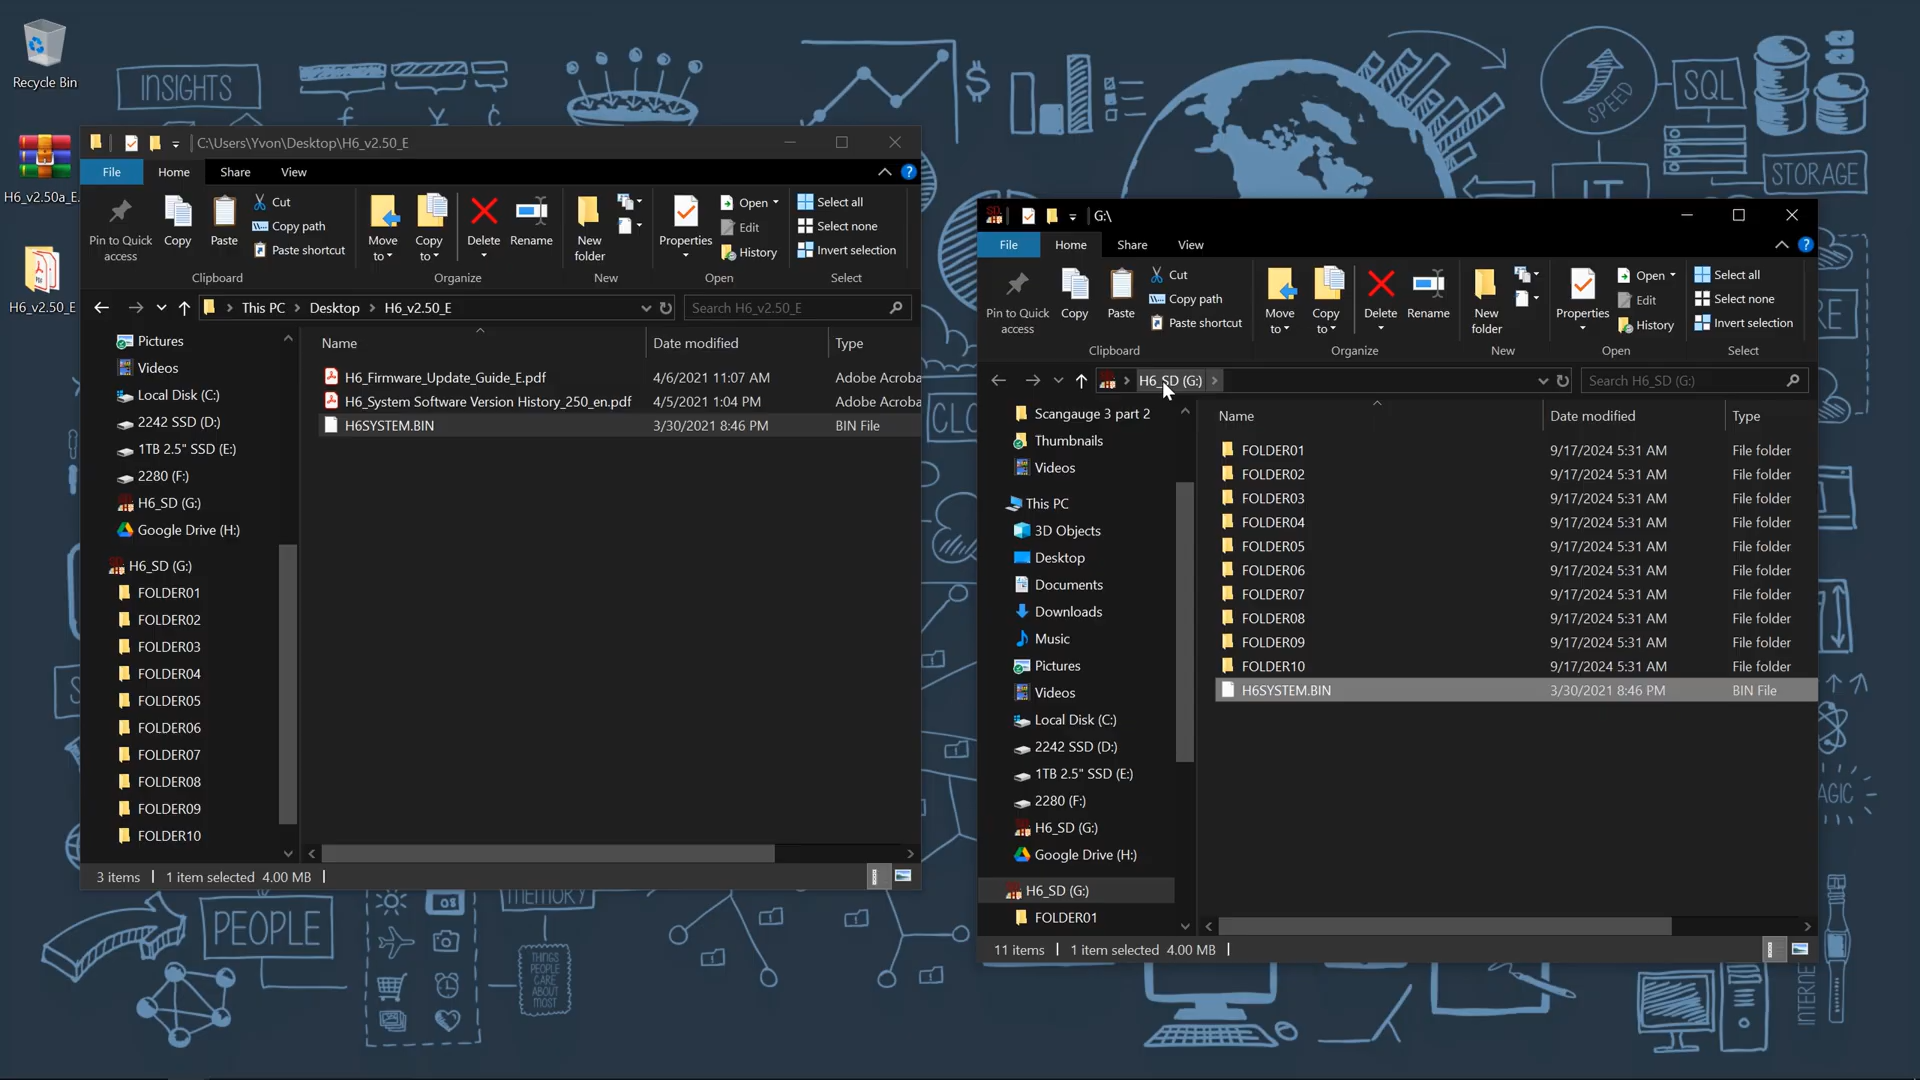 Recycle Bin
H6_v2.50a_E.
H6_v2.50_E
INSIGHTS
f
¥
¢
$
SPEED
SQL
STORAGE
IT
C:\Users\Yvon\Desktop\H6_v2.50_E
File Home Share View
Pin to Quick access
Copy
Paste
Cut
Copy path
Paste shortcut
Move to
Copy to
Delete
Rename
New folder
Properties
Open
Edit
History
Select all
Select none
Invert selection
Clipboard Organize New Open Select
This PC Desktop H6_v2.50_E
Search H6_v2.50_E
Pictures
Videos
Local Disk (C:)
2242 SSD (D:)
1TB 2.5" SSD (E:)
2280 (F:)
H6_SD (G:)
Google Drive (H:)
H6_SD (G:)
FOLDER01
FOLDER02
FOLDER03
FOLDER04
FOLDER05
FOLDER06
FOLDER07
FOLDER08
FOLDER09
FOLDER10
Name Date modified Type
H6_Firmware_Update_Guide_E.pdf 4/6/2021 11:07 AM Adobe Acroba
H6_System Software Version History_250_en.pdf 4/5/2021 1:04 PM Adobe Acroba
H6SYSTEM.BIN 3/30/2021 8:46 PM BIN File
3 items 1 item selected 4.00 MB
G:\
File Home Share View
Pin to Quick access
Copy
Paste
Cut
Copy path
Paste shortcut
Move to
Copy to
Delete
Rename
New folder
Properties
Open
Edit
History
Select all
Select none
Invert selection
Clipboard Organize New Open Select
H6_SD (G:)
Search H6_SD (G:)
Scangauge 3 part 2
Thumbnails
Videos
This PC
3D Objects
Desktop
Documents
Downloads
Music
Pictures
Videos
Local Disk (C:)
2242 SSD (D:)
1TB 2.5" SSD (E:)
2280 (F:)
H6_SD (G:)
Google Drive (H:)
H6_SD (G:)
FOLDER01
Name Date modified Type
FOLDER01 9/17/2024 5:31 AM File folder
FOLDER02 9/17/2024 5:31 AM File folder
FOLDER03 9/17/2024 5:31 AM File folder
FOLDER04 9/17/2024 5:31 AM File folder
FOLDER05 9/17/2024 5:31 AM File folder
FOLDER06 9/17/2024 5:31 AM File folder
FOLDER07 9/17/2024 5:31 AM File folder
FOLDER08 9/17/2024 5:31 AM File folder
FOLDER09 9/17/2024 5:31 AM File folder
FOLDER10 9/17/2024 5:31 AM File folder
H6SYSTEM.BIN 3/30/2021 8:46 PM BIN File
11 items 1 item selected 4.00 MB
PEOPLE
MEMORY
THINGS
PEOPLE
CARE
ABOUT
MOST
INTERNE